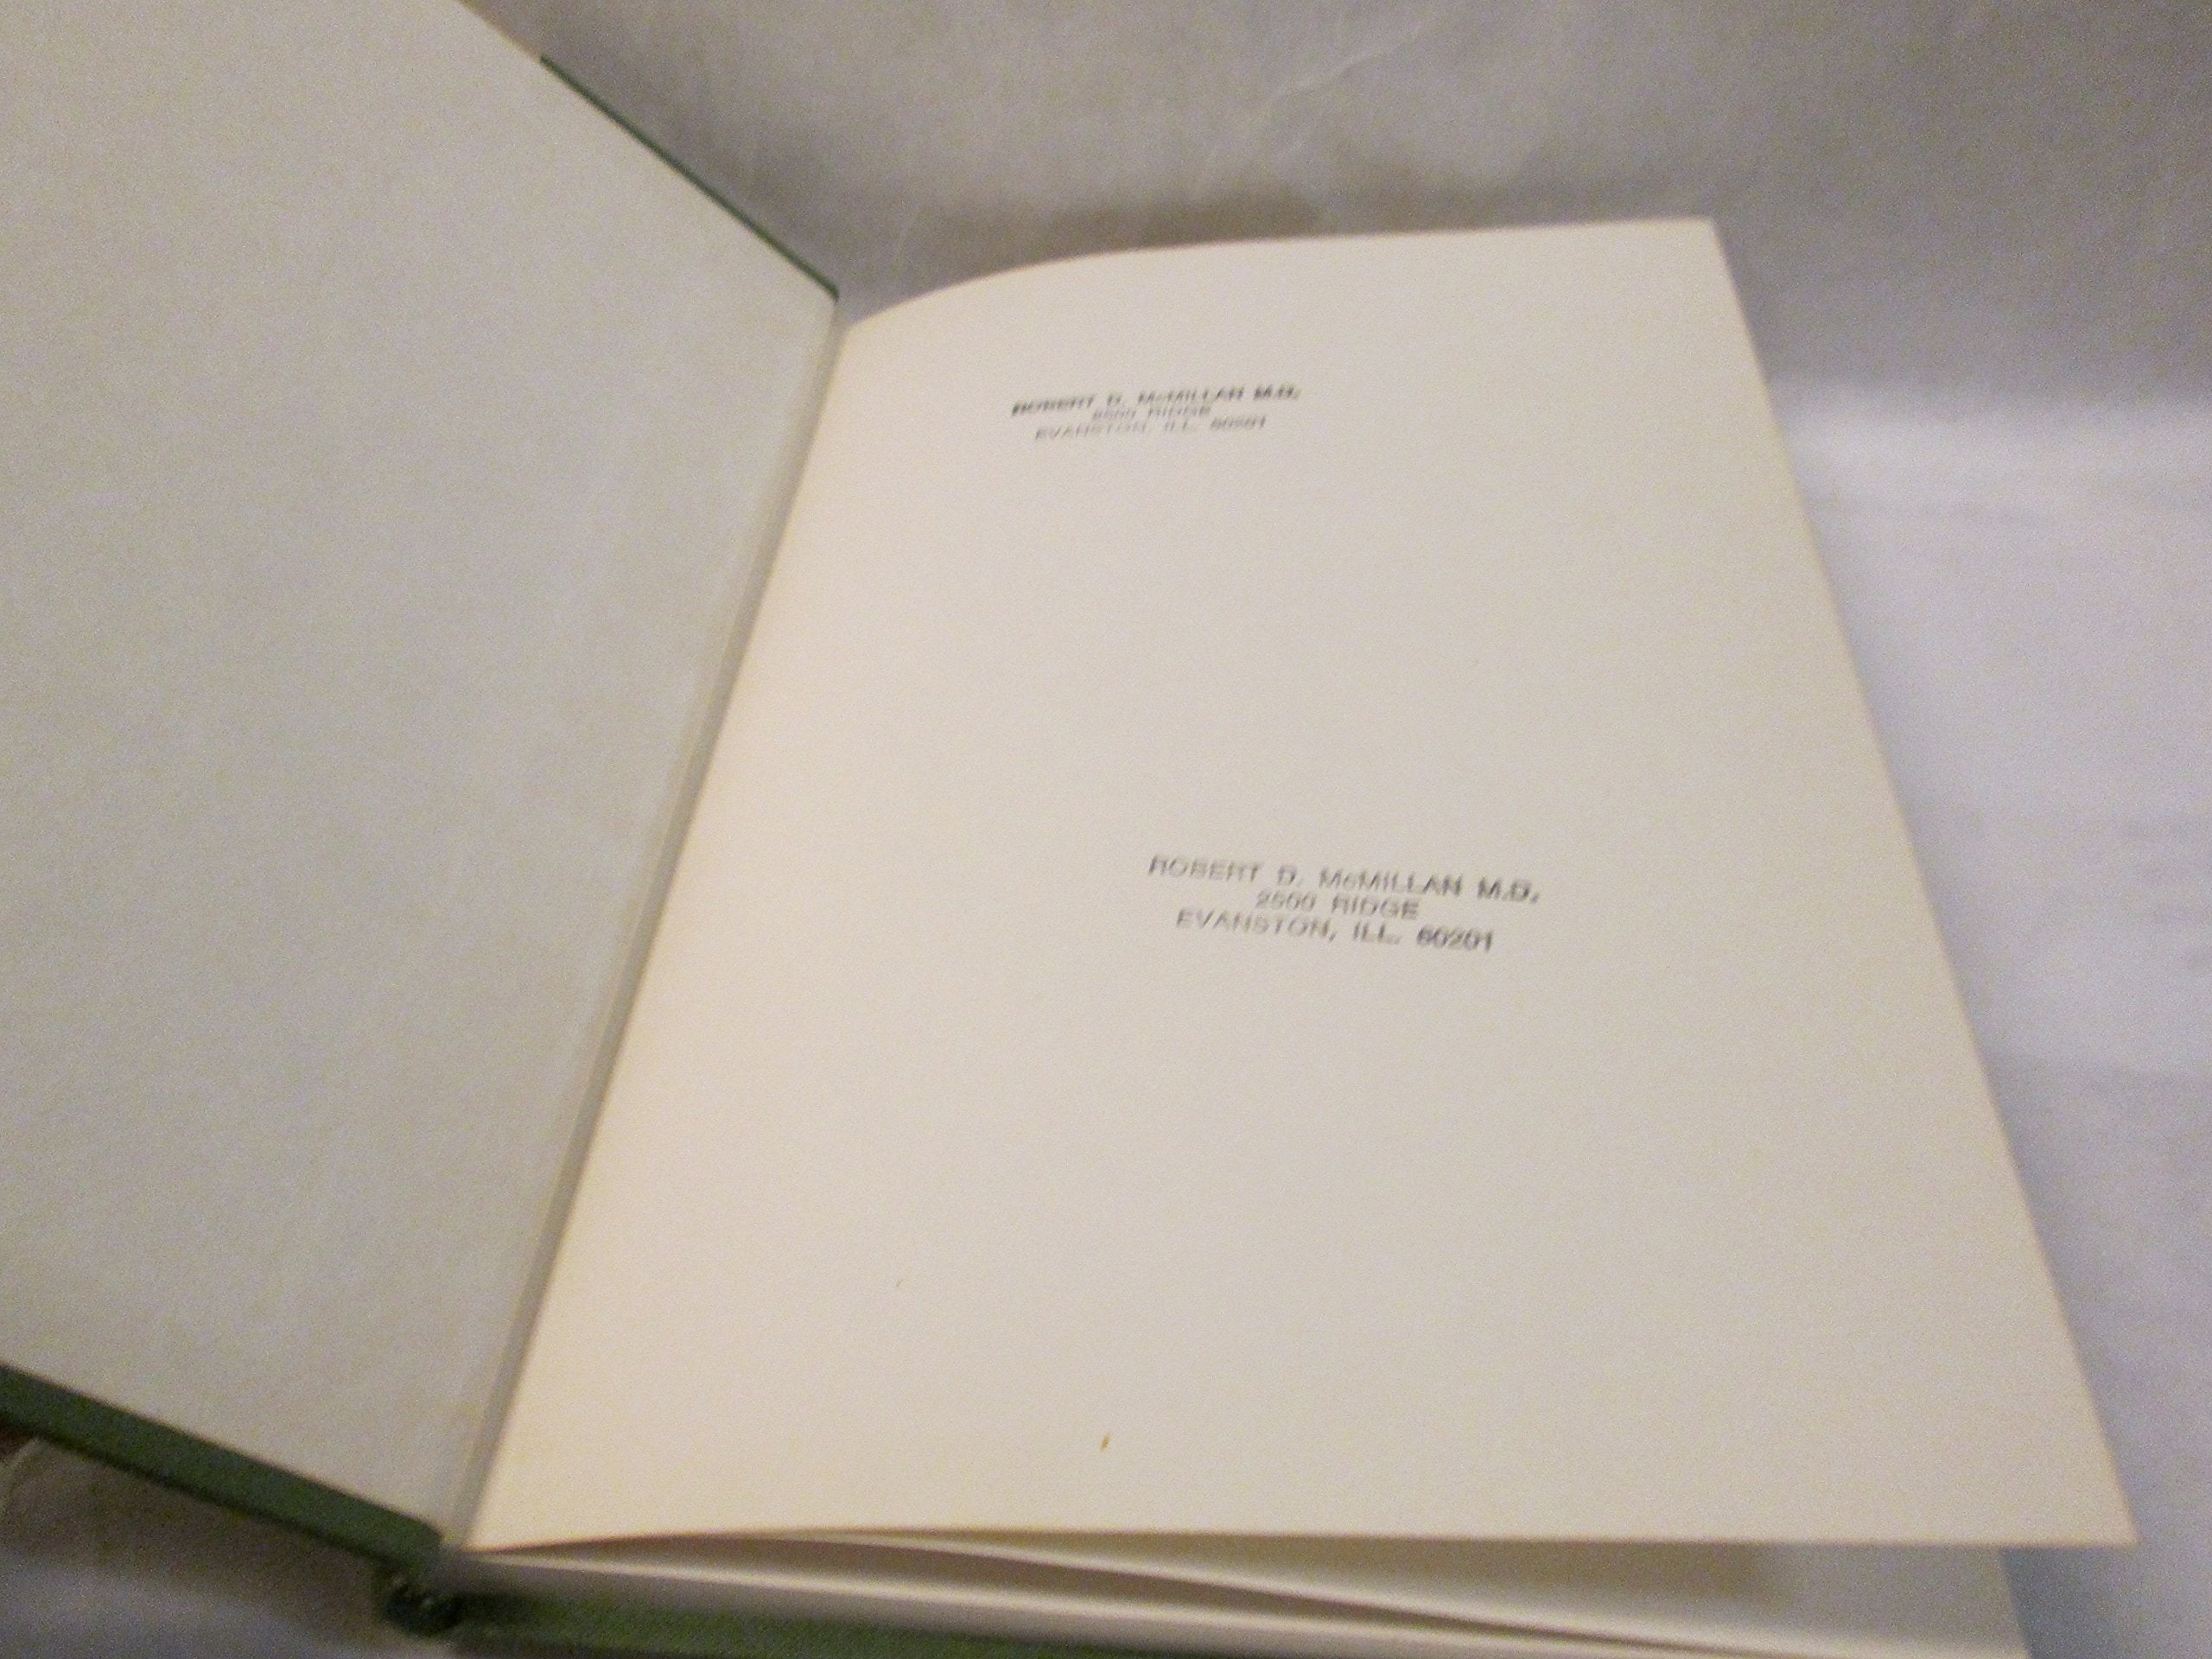 ROBERT D. McMILLAN M.D.
2500 RIDGE
EVANSTON, ILL. 60201
ROBERT D. McMILLAN M.D.
2500 RIDGE
EVANSTON, ILL. 60201